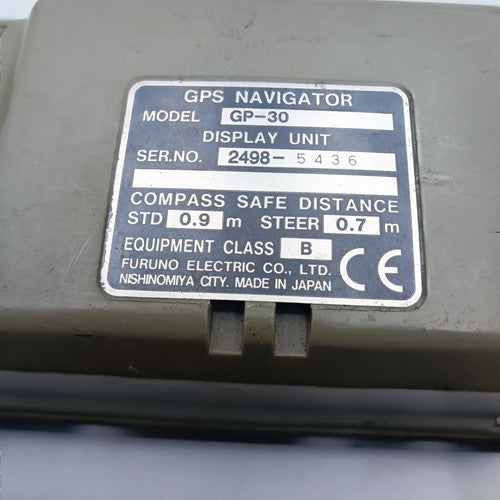 GPS NAVIGATOR
MODEL GP-30
DISPLAY UNIT
SER.NO. 2498-5436
COMPASS SAFE DISTANCE
STD 0.9 m STEER 0.7 m
EQUIPMENT CLASS B
FURUNO ELECTRIC CO., LTD.
NISHINOMIYA CITY. MADE IN JAPAN
CE